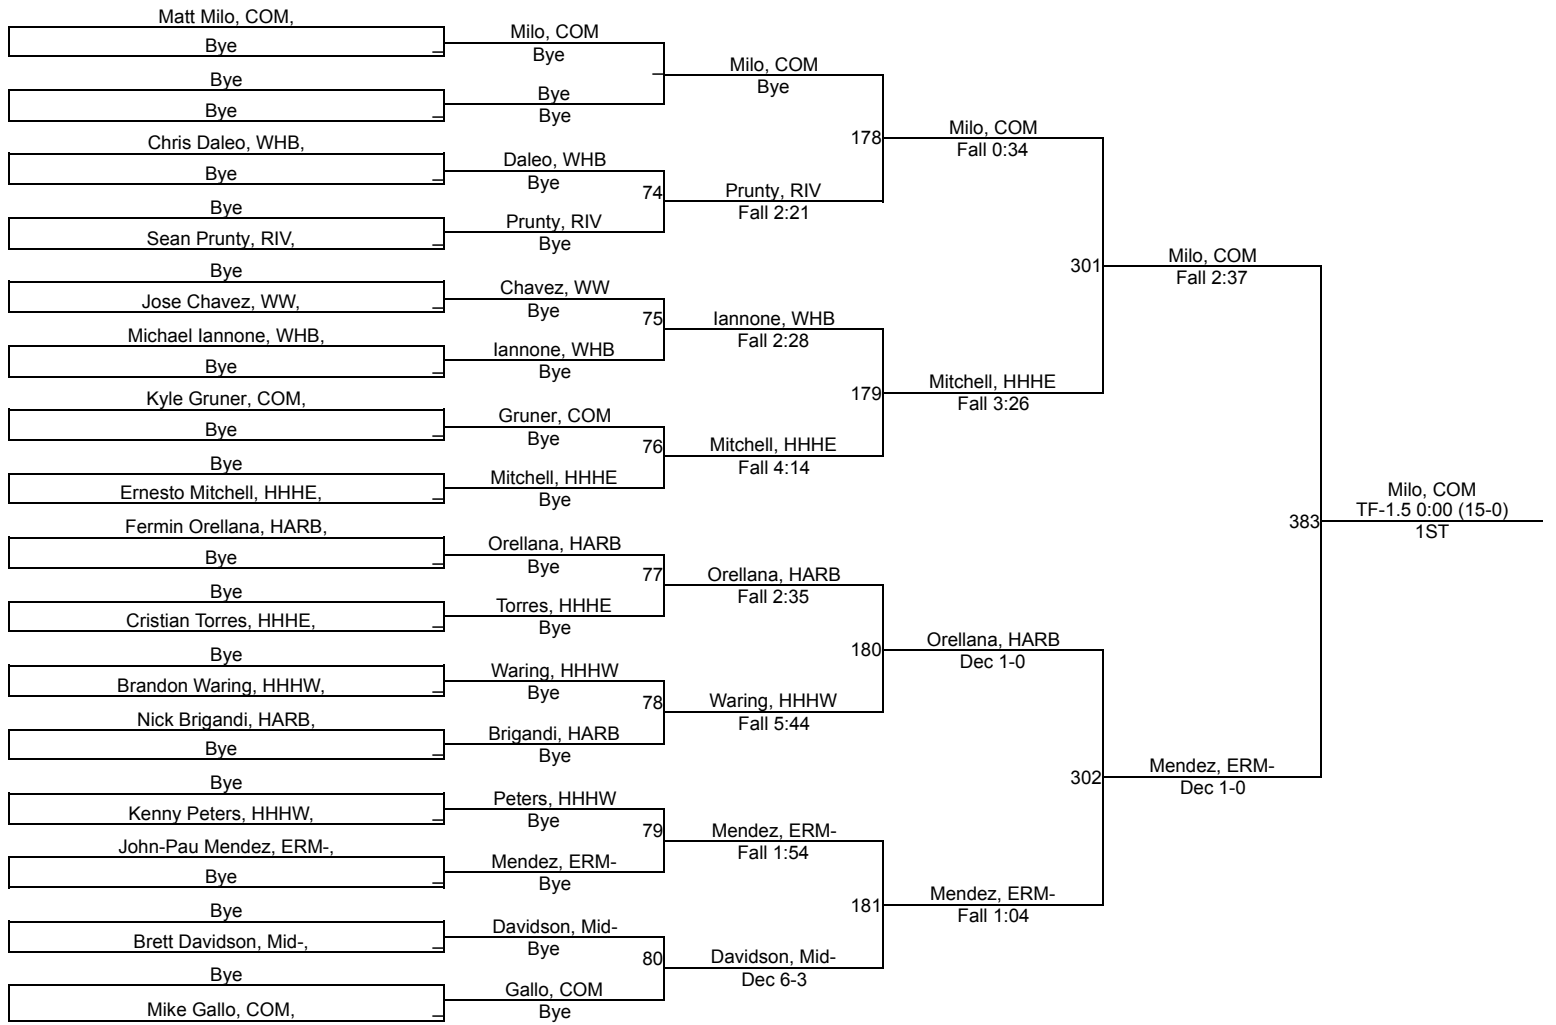 Matt Milo, COM,
Bye
Bye
Bye
Chris Daleo, WHB,
Bye
Bye
Sean Prunty, RIV,
Bye
Jose Chavez, WW,
Michael Iannone, WHB,
Bye
Kyle Gruner, COM,
Bye
Bye
Ernesto Mitchell, HHHE,
Fermin Orellana, HARB,
Bye
Bye
Cristian Torres, HHHE,
Bye
Brandon Waring, HHHW,
Nick Brigandi, HARB,
Bye
Bye
Kenny Peters, HHHW,
John-Pau Mendez, ERM-,
Bye
Bye
Brett Davidson, Mid-,
Bye
Mike Gallo, COM,
Milo, COM
Bye
Bye
Bye
Daleo, WHB
Bye
74
Prunty, RIV
Bye
Chavez, WW
Bye
75
Iannone, WHB
Bye
Gruner, COM
Bye
76
Mitchell, HHHE
Bye
Orellana, HARB
Bye
77
Torres, HHHE
Bye
Waring, HHHW
Bye
78
Brigandi, HARB
Bye
Peters, HHHW
Bye
79
Mendez, ERM-
Bye
Davidson, Mid-
Bye
80
Gallo, COM
Bye
Milo, COM
Bye
178
Prunty, RIV
Fall 2:21
Iannone, WHB
Fall 2:28
179
Mitchell, HHHE
Fall 4:14
Orellana, HARB
Fall 2:35
180
Waring, HHHW
Fall 5:44
Mendez, ERM-
Fall 1:54
181
Davidson, Mid-
Dec 6-3
Milo, COM
Fall 0:34
301
Mitchell, HHHE
Fall 3:26
Orellana, HARB
Dec 1-0
302
Mendez, ERM-
Fall 1:04
Milo, COM
Fall 2:37
383
Mendez, ERM-
Dec 1-0
Milo, COM
TF-1.5 0:00 (15-0)
1ST